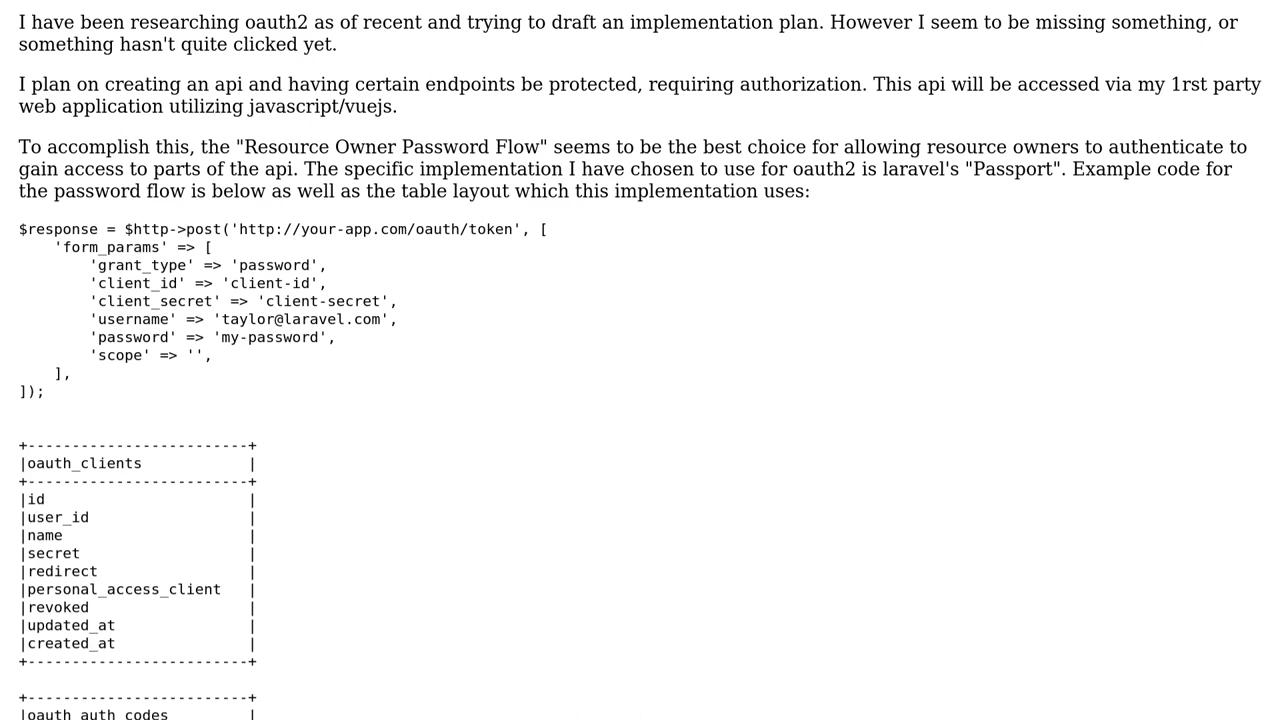 I have been researching oauth2 as of recent and trying to draft an implementation plan. However I seem to be missing something, or
something hasn't quite clicked yet.
I plan on creating an api and having certain endpoints be protected, requiring authorization. This api will be accessed via my 1rst party
web application utilizing javascript/vuejs.
To accomplish this, the "Resource Owner Password Flow" seems to be the best choice for allowing resource owners to authenticate to
gain access to parts of the api. The specific implementation I have chosen to use for oauth2 is laravel's "Passport". Example code for
the password flow is below as well as the table layout which this implementation uses:
$response = $http->post('http://your-app.com/oauth/token', [
    'form_params' => [
        'grant_type' => 'password',
        'client_id' => 'client-id',
        'client_secret' => 'client-secret',
        'username' => 'taylor@laravel.com',
        'password' => 'my-password',
        'scope' => '',
    ],
]);
+-------------------------+
|oauth_clients            |
+-------------------------+
|id                       |
|user_id                  |
|name                     |
|secret                   |
|redirect                 |
|personal_access_client   |
|revoked                  |
|updated_at               |
|created_at               |
+-------------------------+
+-------------------------+
|oauth_auth_codes         |